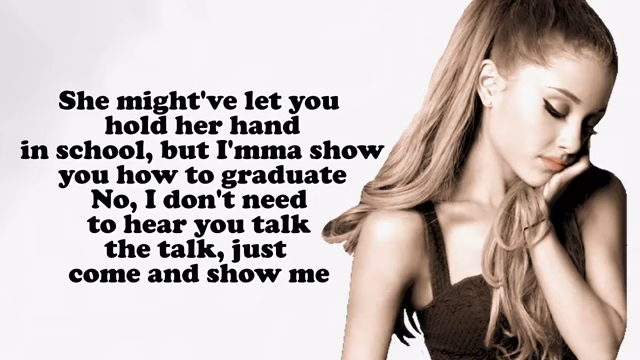 She might've let you
hold her hand
in school, but I'mma show
you how to graduate
No, I don't need
to hear you talk
the talk, just
come and show me